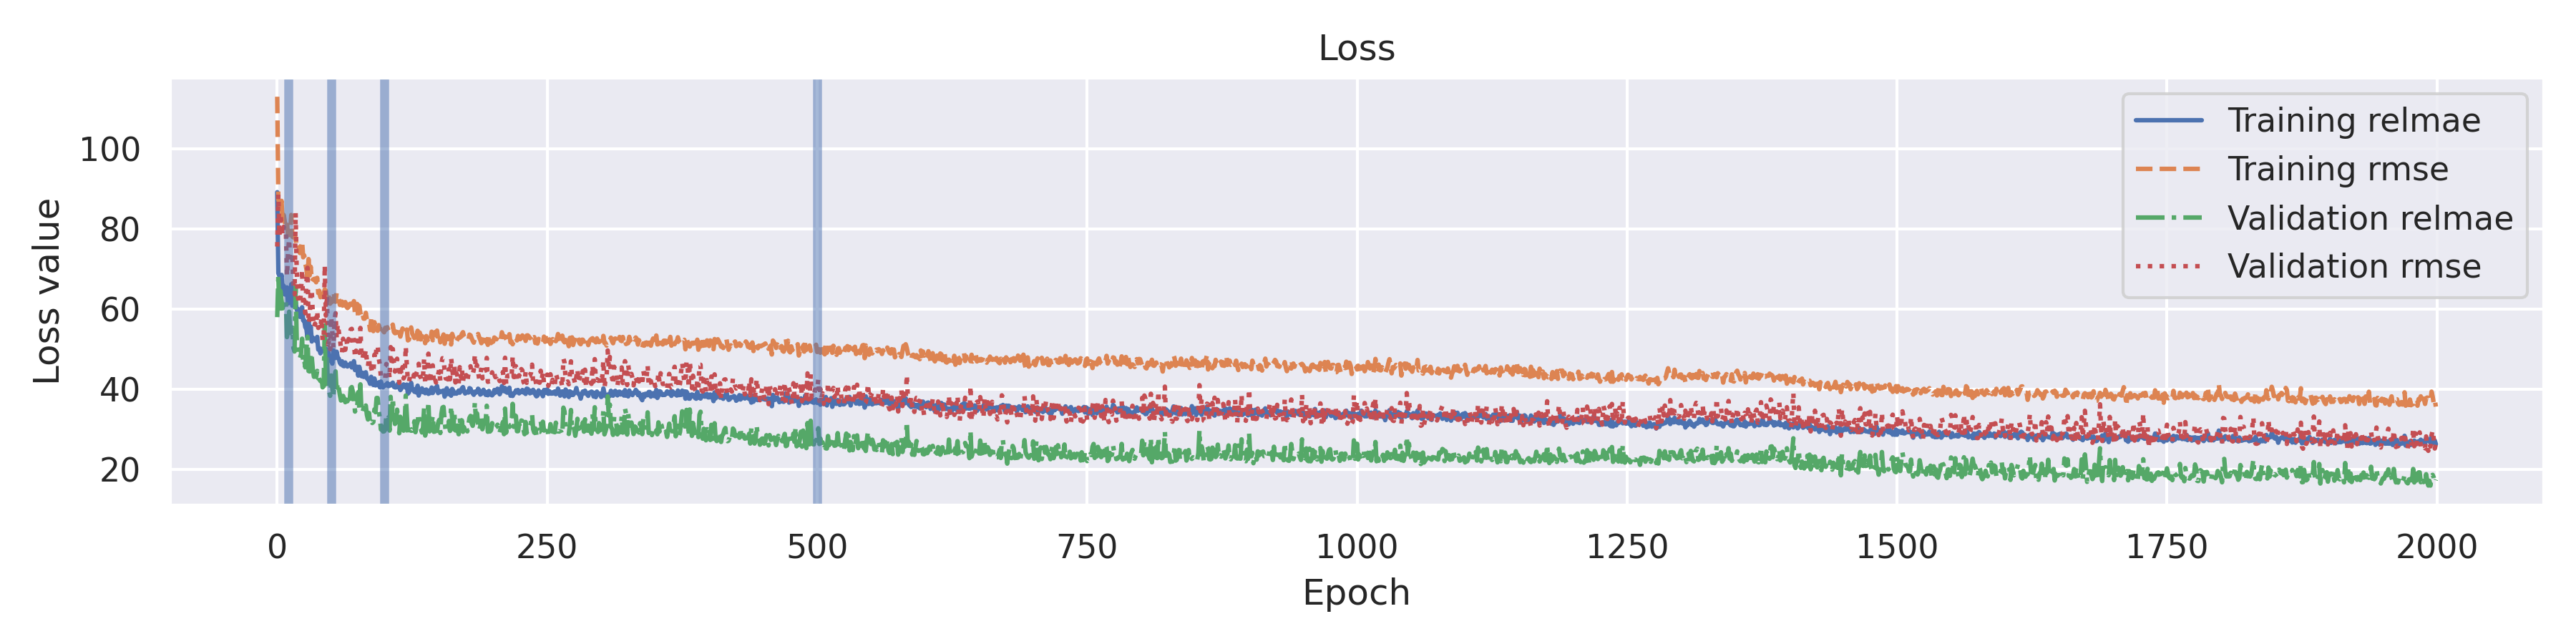 Loss
Loss value
100
80
60
40
20
Training relmae
Training rmse
Validation relmae
Validation rmse
0 250 500 750 1000 1250 1500 1750 2000
Epoch